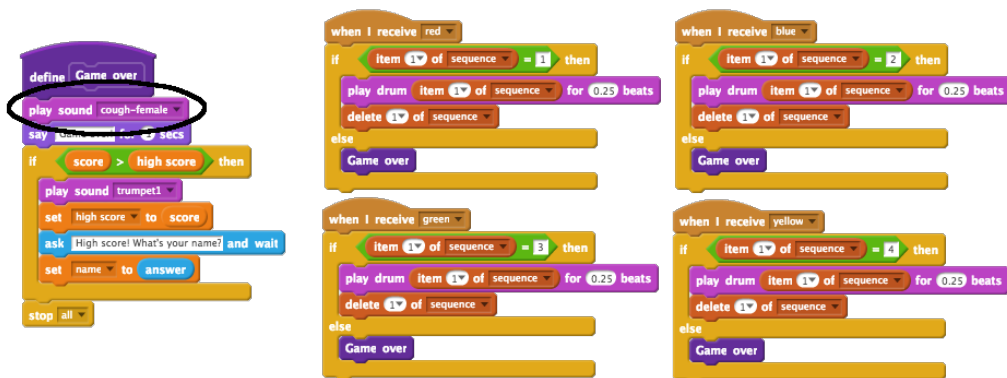 define Game over
play sound cough-female
say Game over! for 1 secs
if score > high score then
play sound trumpet1
set high score to score
ask High score! What's your name? and wait
set name to answer
stop all
when I receive red
if item 1 of sequence = 1 then
play drum item 1 of sequence for 0.25 beats
delete 1 of sequence
else
Game over
when I receive blue
if item 1 of sequence = 2 then
play drum item 1 of sequence for 0.25 beats
delete 1 of sequence
else
Game over
when I receive green
if item 1 of sequence = 3 then
play drum item 1 of sequence for 0.25 beats
delete 1 of sequence
else
Game over
when I receive yellow
if item 1 of sequence = 4 then
play drum item 1 of sequence for 0.25 beats
delete 1 of sequence
else
Game over